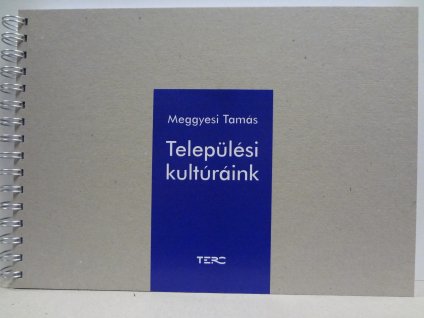 Meggyesi Tamás
Települési
kultúráink
TERC